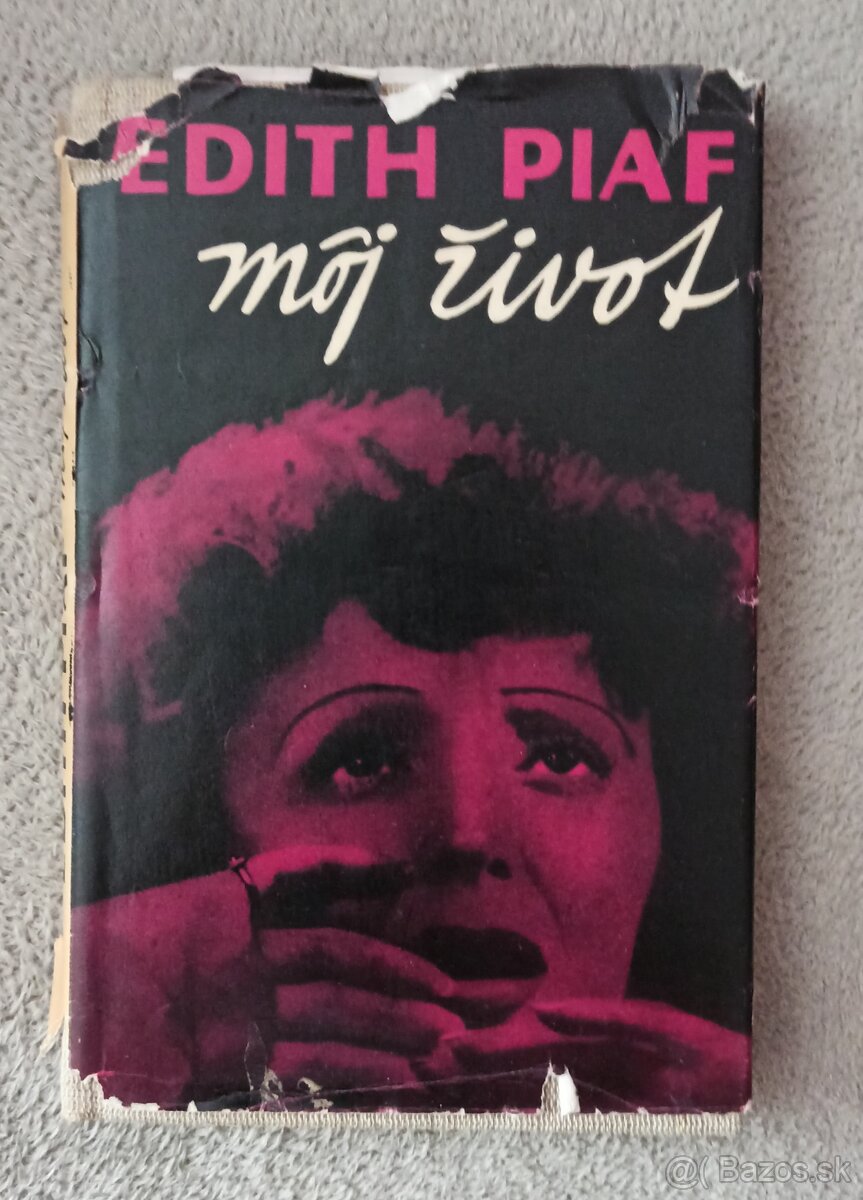 EDITH PIAF
môj život
@( Bazos.sk